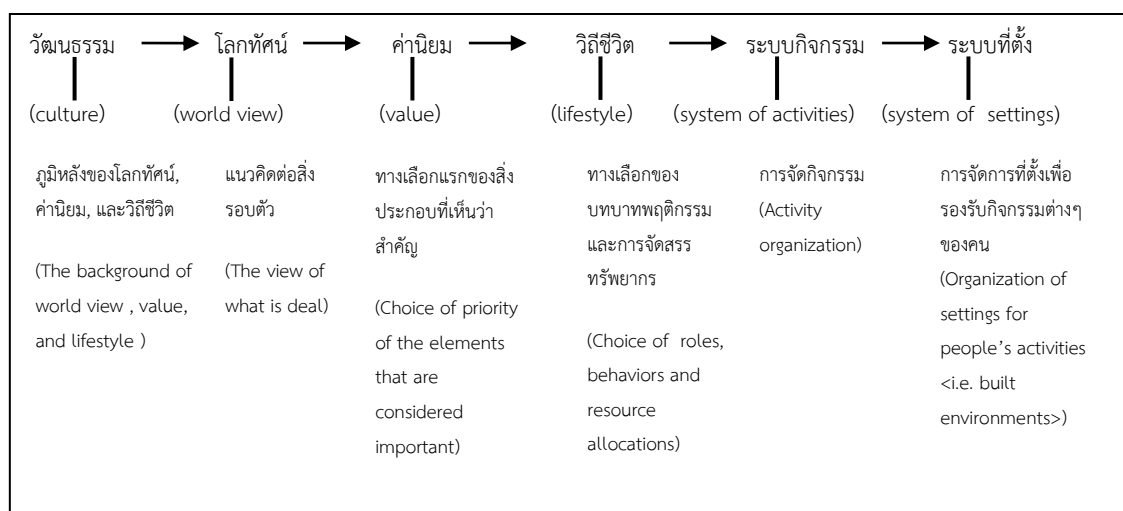 วัฒนธรรม โลกทัศน์ ค่านิยม วิถีชีวิต ระบบกิจกรรม ระบบที่ตั้ง
(culture) (world view) (value) (lifestyle) (system of activities) (system of settings)
ภูมิหลังของโลกทัศน์,
ค่านิยม, และวิถีชีวิต
(The background of
world view , value,
and lifestyle )
แนวคิดต่อสิ่ง
รอบตัว
(The view of
what is deal)
ทางเลือกแรกของสิ่ง
ประกอบที่เห็นว่า
สำคัญ
(Choice of priority
of the elements
that are
considered
important)
ทางเลือกของ
บทบาทพฤติกรรม
และการจัดสรร
ทรัพยากร
(Choice of roles,
behaviors and
resource
allocations)
การจัดกิจกรรม
(Activity
organization)
การจัดการที่ตั้งเพื่อ
รองรับกิจกรรมต่างๆ
ของคน
(Organization of
settings for
people’s activities
<i.e. built
environments>)